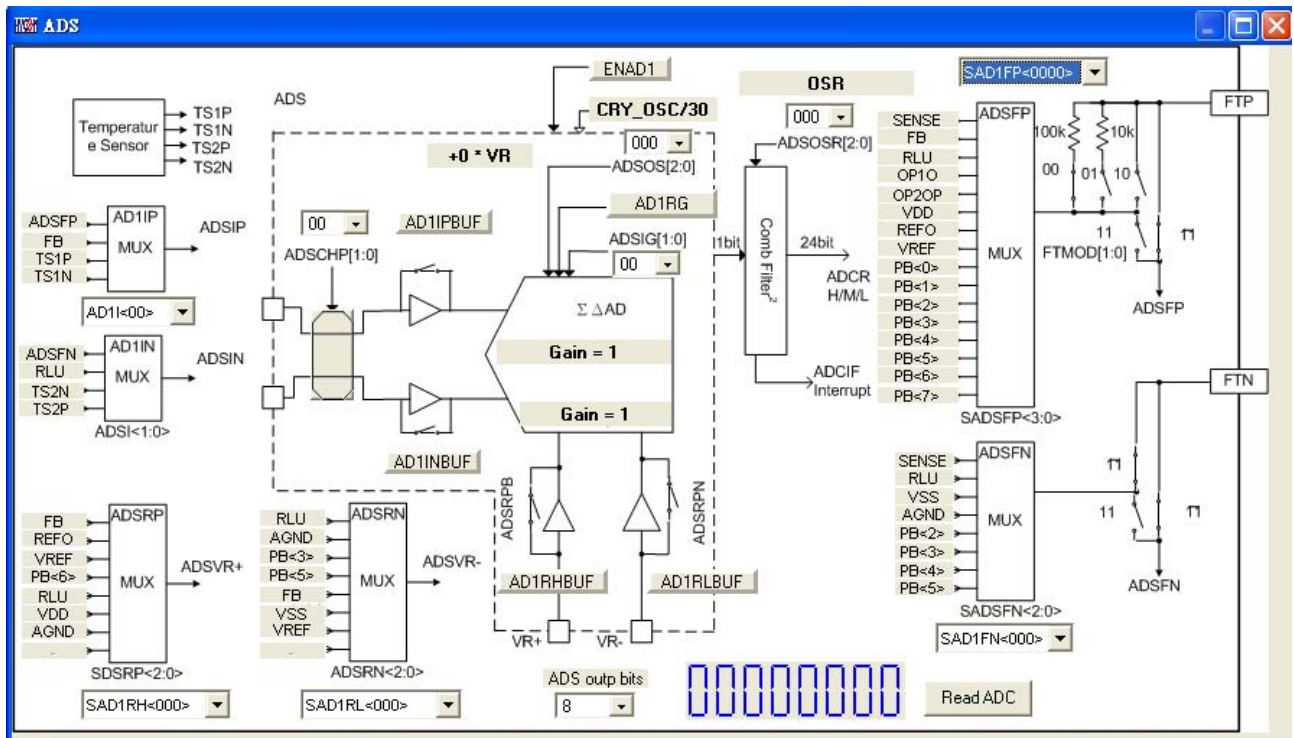 ADS
Temperatur
e Sensor
TS1P
TS1N
TS2P
TS2N
ADSFP
FB
TS1P
TS1N
AD1IP
MUX
ADSIP
AD1I<00>
ADSFN
RLU
TS2N
TS2P
AD1IN
MUX
ADSIN
ADSI<1:0>
FB
REFO
VREF
PB<6>
RLU
VDD
AGND
-
ADSRP
MUX
ADSVR+
SDSRP<2:0>
SAD1RH<000>
RLU
AGND
PB<3>
PB<5>
FB
VSS
VREF
-
ADSRN
MUX
ADSVR-
ADSRN<2:0>
SAD1RL<000>
ADS
ENAD1
CRY_OSC/30
+0 * VR
000
ADSOS[2:0]
00
AD1IPBUF
AD1RG
ADSCHP[1:0]
ADSIG[1:0]
00
Σ ΔAD
Gain = 1
Gain = 1
AD1INBUF
ADSRPB
ADSRPN
AD1RHBUF
AD1RLBUF
VR+
VR-
ADS outp bits
8
00000000
Read ADC
OSR
000
ADSOSR[2:0]
1bit
Comb Filter2
24bit
ADCR
H/M/L
ADCIF
Interrupt
SAD1FP<0000>
SENSE
FB
RLU
OP1O
OP2OP
VDD
REFO
VREF
PB<0>
PB<1>
PB<2>
PB<3>
PB<4>
PB<5>
PB<6>
PB<7>
ADSFP
MUX
SADSFP<3:0>
100k
10k
00
01
10
11
11
FTMOD[1:0]
ADSFP
FTP
FTN
SENSE
RLU
VSS
AGND
PB<2>
PB<3>
PB<4>
PB<5>
ADSFN
MUX
SADSFN<2:0>
SAD1FN<000>
11
11
11
ADSFN